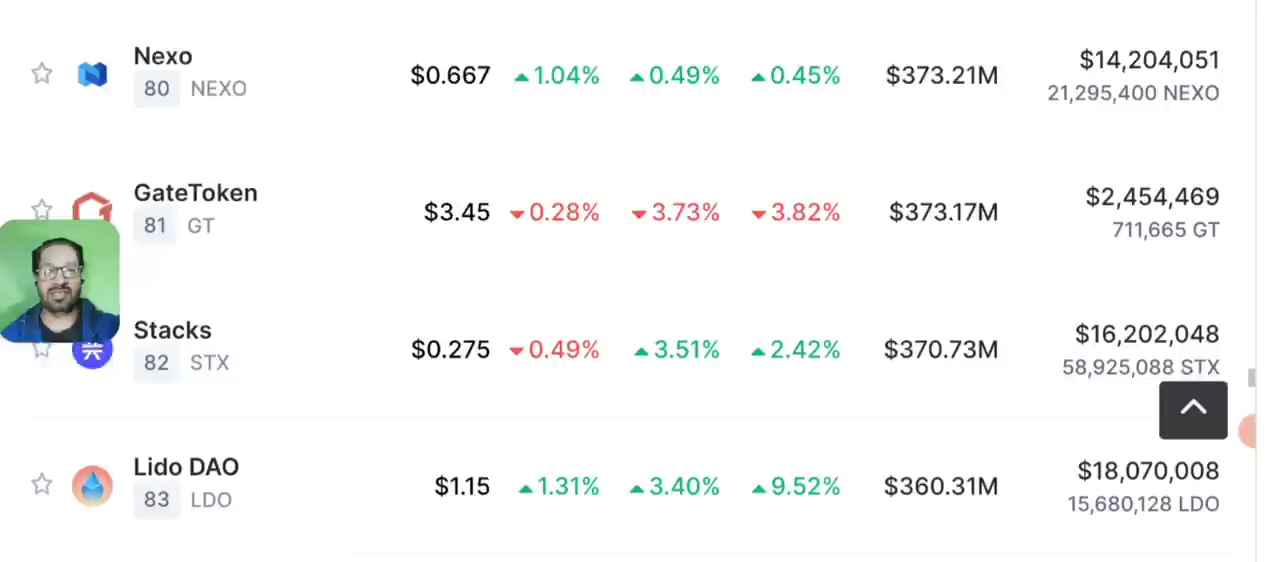 Nexo
80 NEXO
$0.667 1.04% 0.49% 0.45% $373.21M
$14,204,051
21,295,400 NEXO
GateToken
81 GT
$3.45 0.28% 3.73% 3.82% $373.17M
$2,454,469
711,665 GT
Stacks
82 STX
$0.275 0.49% 3.51% 2.42% $370.73M
$16,202,048
58,925,088 STX
Lido DAO
83 LDO
$1.15 1.31% 3.40% 9.52% $360.31M
$18,070,008
15,680,128 LDO